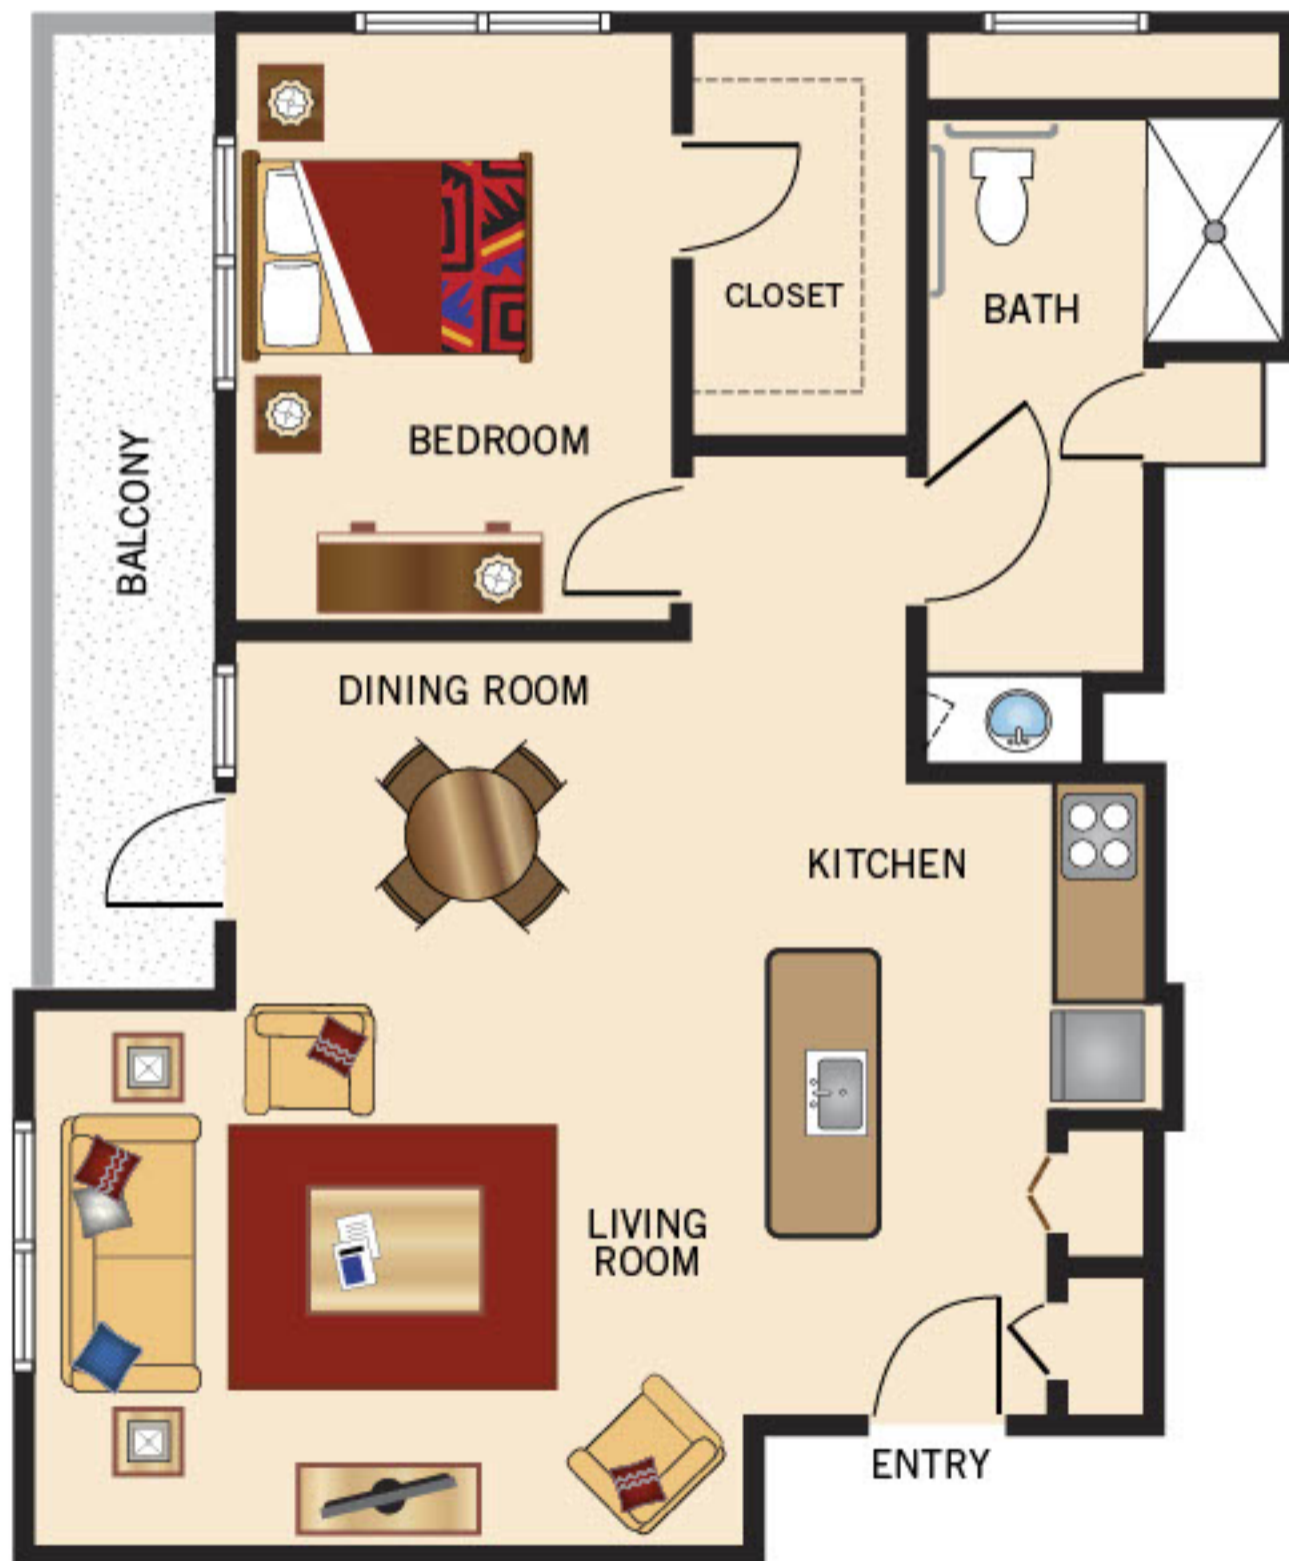 CLOSET
BATH
BEDROOM
BALCONY
DINING ROOM
KITCHEN
LIVING
ROOM
ENTRY